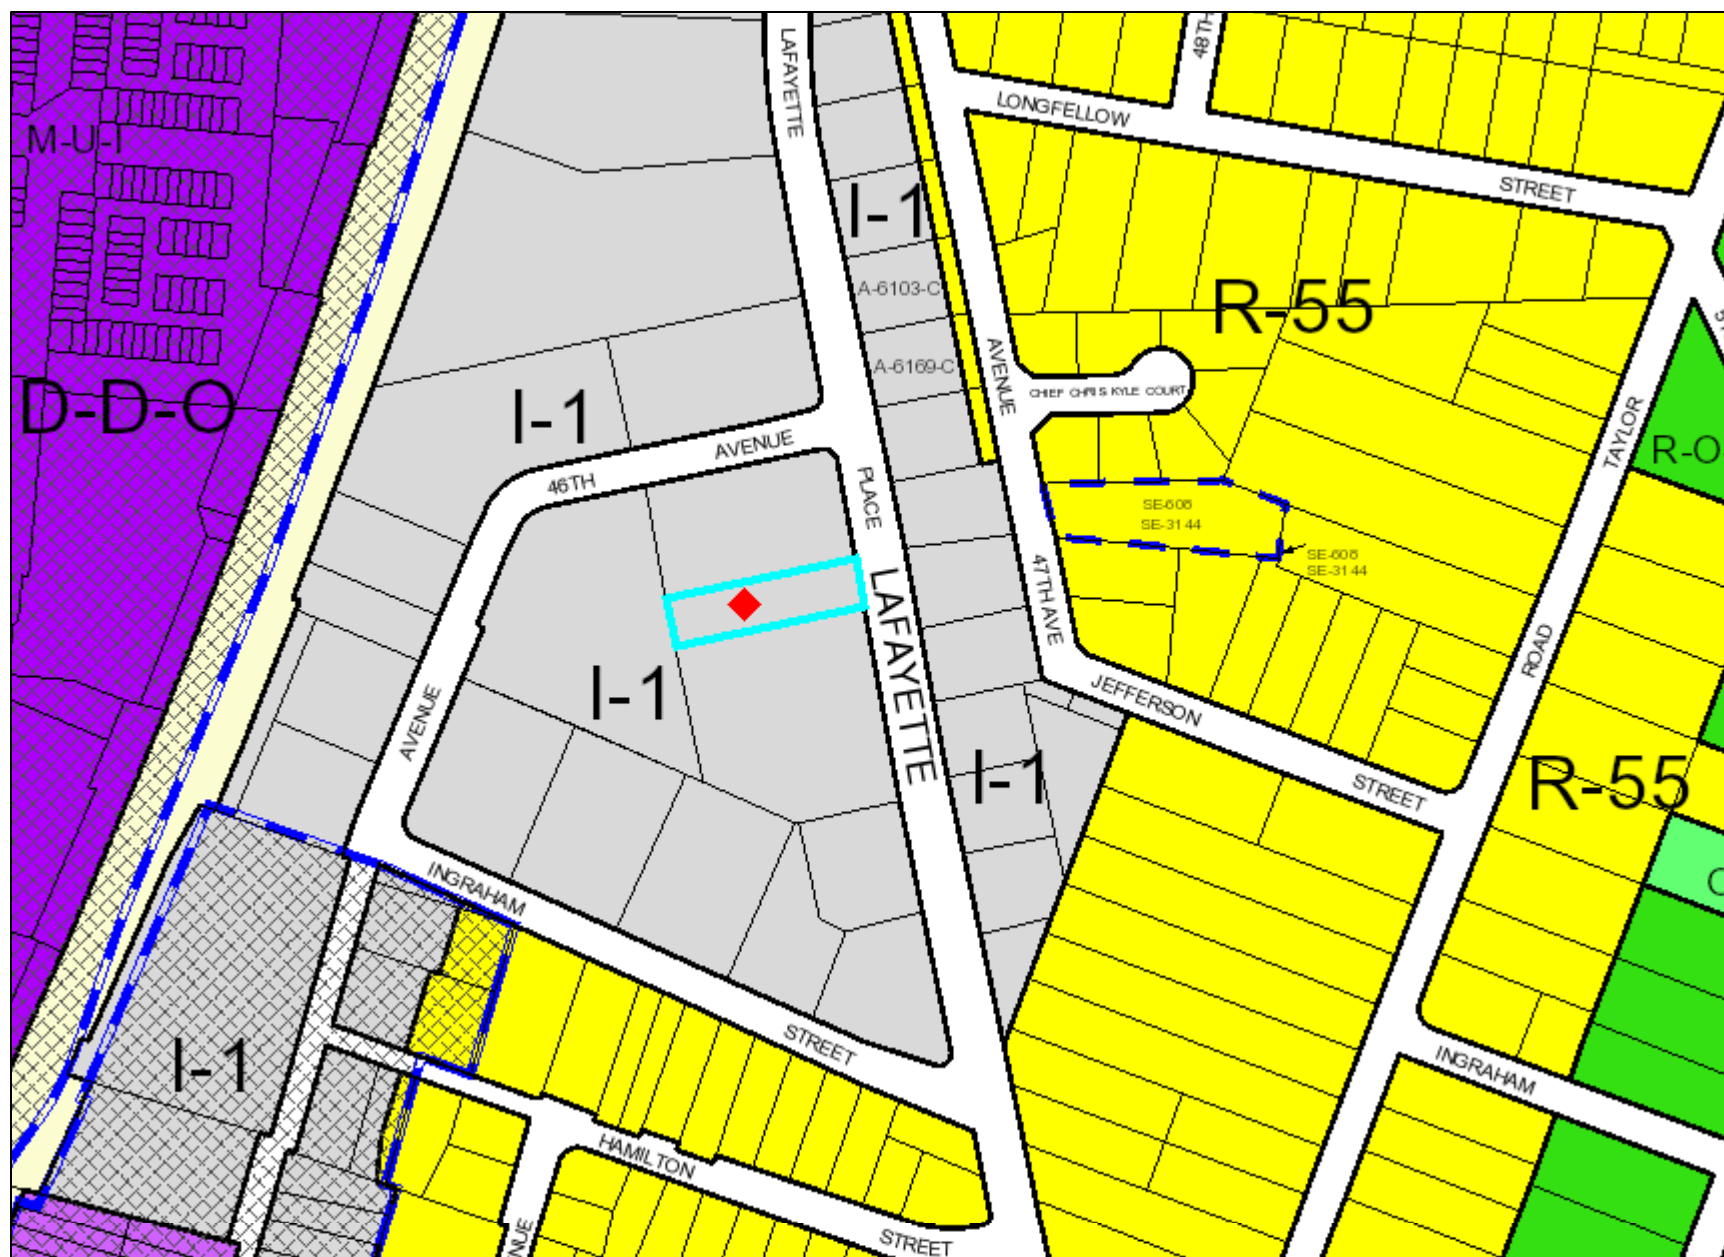 LAFAYETTE
48TH
LONGFELLOW
STREET
M-U-I
I-1
A-6103-C
R-55
A-6169-C
AVENUE
CHIEF CHRIS KYLE COURT
D-D-O
I-1
TAYLOR
R-O
AVENUE
46TH
PLACE
SE-608
SE-3144
SE-608
SE-3144
47TH AVE
LAFAYETTE
ROAD
I-1
AVENUE
JEFFERSON
STREET
I-1
R-55
INGRAHAM
STREET
I-1
INGRAHAM
HAMILTON
STREET